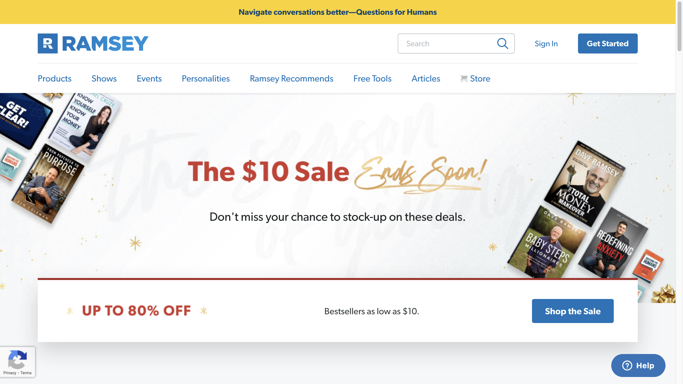 Navigate conversations better—Questions for Humans
R RAMSEY
Search
Sign In
Get Started
Products
Shows
Events
Personalities
Ramsey Recommends
Free Tools
Articles
Store
GET
CLEAR!
KNOW
YOURSELF
KNOW
YOUR
MONEY
PURPOSE
The $10 Sale Ends Soon!
Don't miss your chance to stock-up on these deals.
DAVE RAMSEY
THE TOTAL
MONEY
MAKEOVER
BABY STEPS
MILLIONAIRES
REDEFINING
ANXIETY
UP TO 80% OFF
Bestsellers as low as $10.
Shop the Sale
Privacy - Terms
Help